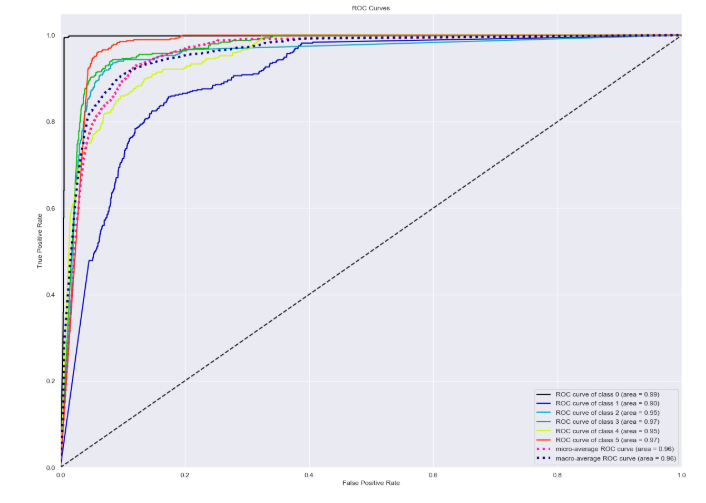 ROC Curves
True Positive Rate
1.0
0.8
0.6
0.4
0.2
0.0
ROC curve of class 0 (area = 0.99)
ROC curve of class 1 (area = 0.90)
ROC curve of class 2 (area = 0.95)
ROC curve of class 3 (area = 0.97)
ROC curve of class 4 (area = 0.95)
ROC curve of class 5 (area = 0.97)
micro-average ROC curve (area = 0.96)
macro-average ROC curve (area = 0.96)
0.0 0.2 0.4 0.6 0.8 1.0
False Positive Rate